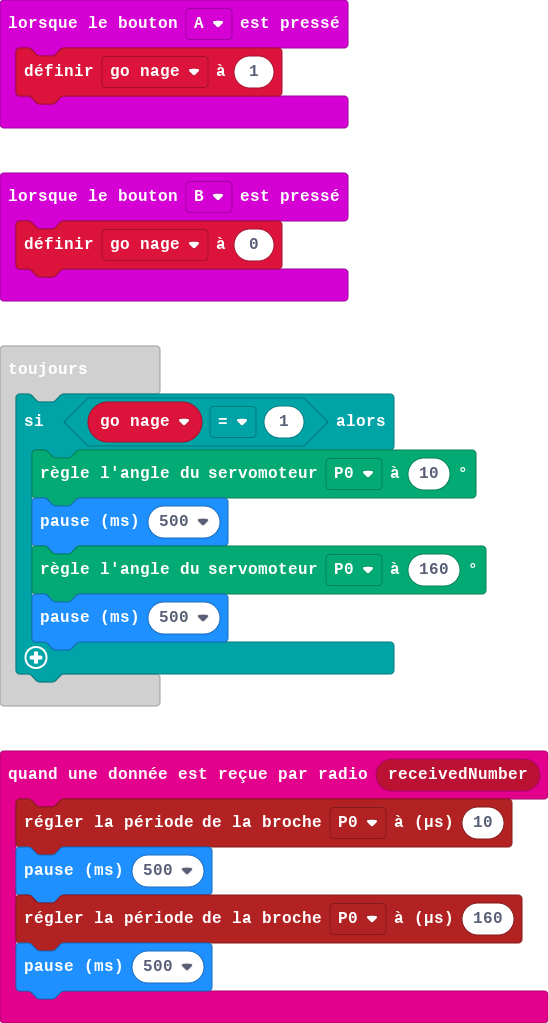 lorsque le bouton A est pressé
définir go nage à 1
lorsque le bouton B est pressé
définir go nage à 0
toujours
si go nage = 1 alors
règle l'angle du servomoteur P0 à 10 °
pause (ms) 500
règle l'angle du servomoteur P0 à 160 °
pause (ms) 500
quand une donnée est reçue par radio receivedNumber
régler la période de la broche P0 à (µs) 10
pause (ms) 500
régler la période de la broche P0 à (µs) 160
pause (ms) 500